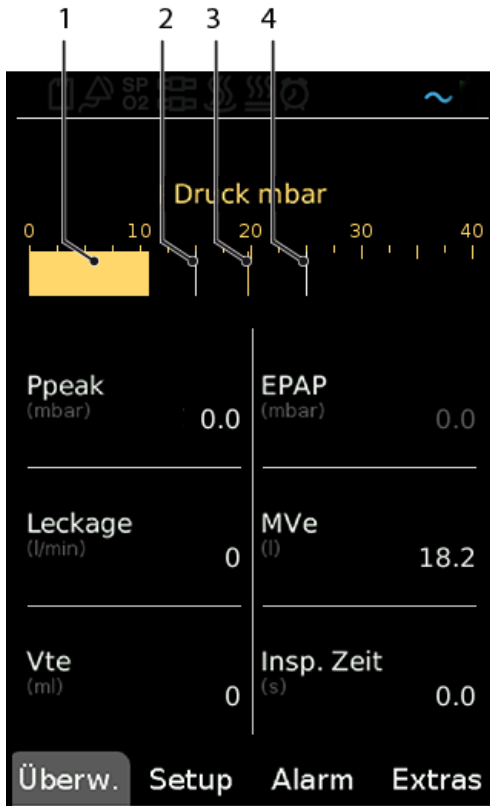 1 2 3 4
SP
O2
Druck mbar
0 10 20 30 40
Ppeak EPAP
(mbar) 0.0 (mbar) 0.0
Leckage MVe
(l/min) 0 (l) 18.2
Vte Insp. Zeit
(ml) 0 (s) 0.0
Überw. Setup Alarm Extras